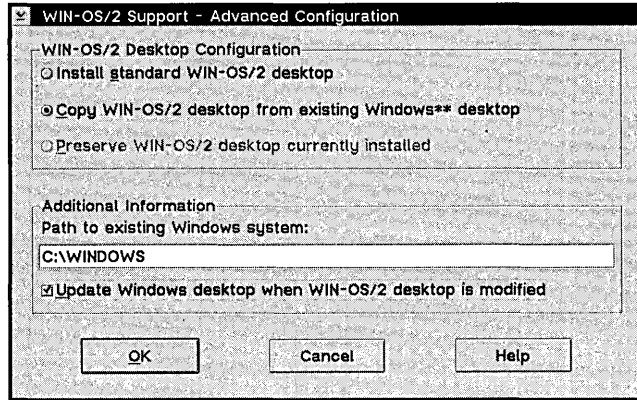 WIN-OS/2 Support - Advanced Configuration
WIN-OS/2 Desktop Configuration
Install standard WIN-OS/2 desktop
Copy WIN-OS/2 desktop from existing Windows** desktop
Preserve WIN-OS/2 desktop currently installed
Additional Information
Path to existing Windows system:
C:\WINDOWS
Update Windows desktop when WIN-OS/2 desktop is modified
OK Cancel Help